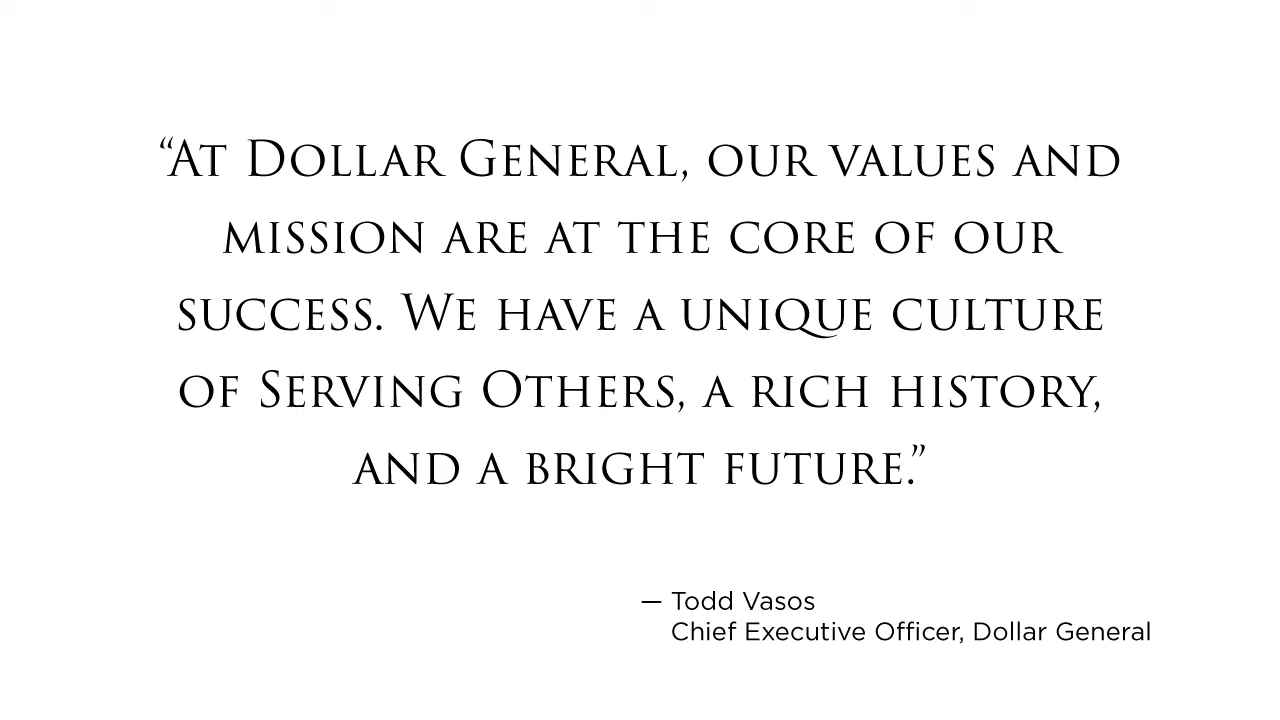 “At Dollar General, our values and
mission are at the core of our
success. We have a unique culture
of Serving Others, a rich history,
and a bright future.”
— Todd Vasos
Chief Executive Officer, Dollar General